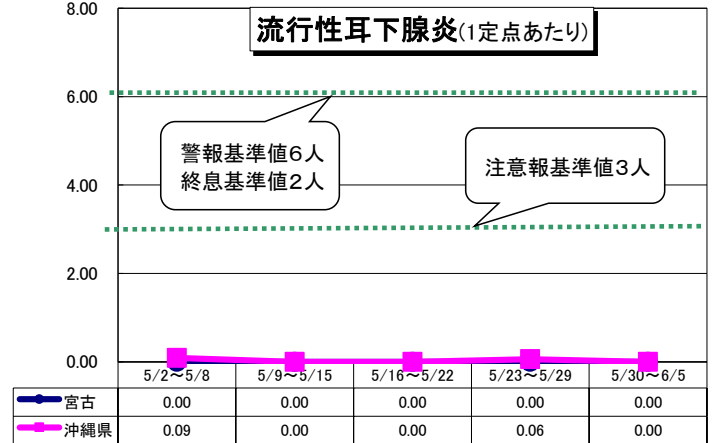 流行性耳下腺炎(1定点あたり)
8.00
6.00
警報基準値6人
終息基準値2人
注意報基準値3人
4.00
2.00
0.00
5/2～5/8 5/9～5/15 5/16～5/22 5/23～5/29 5/30～6/5
宮古 0.00 0.00 0.00 0.00 0.00
沖縄県 0.09 0.00 0.00 0.06 0.00